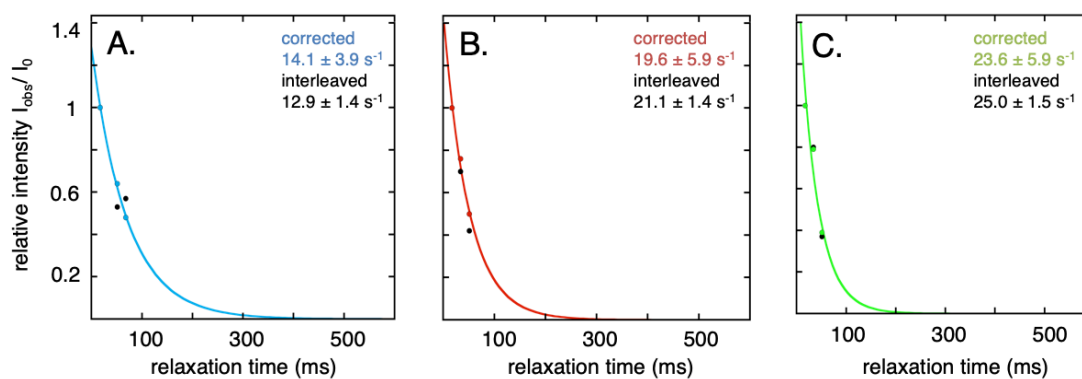 A.
corrected
14.1 ± 3.9 s-1
interleaved
12.9 ± 1.4 s-1
B.
corrected
19.6 ± 5.9 s-1
interleaved
21.1 ± 1.4 s-1
C.
corrected
23.6 ± 5.9 s-1
interleaved
25.0 ± 1.5 s-1
relative intensity Iobs/ I0
1.4
1
0.6
0.2
100 300 500
100 300 500
100 300 500
relaxation time (ms)
relaxation time (ms)
relaxation time (ms)